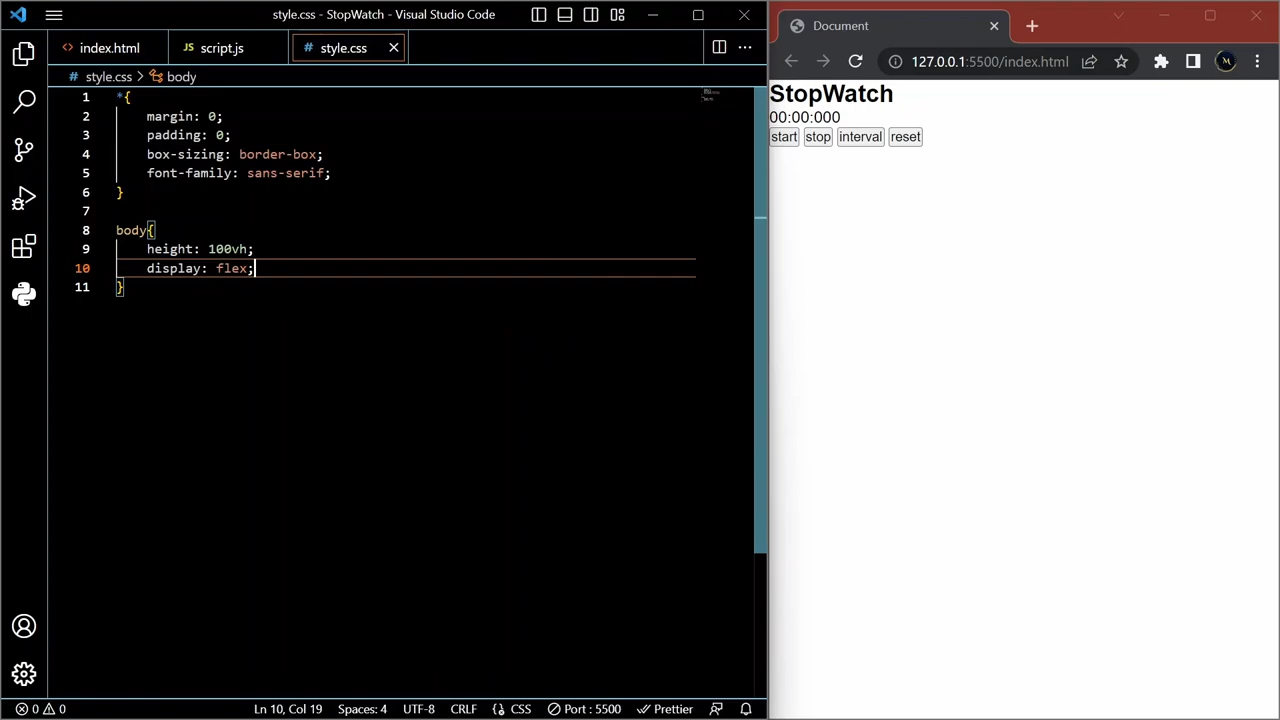 style.css - StopWatch - Visual Studio Code
index.html
JS script.js
# style.css
# style.css > body
1 *{
2 margin: 0;
3 padding: 0;
4 box-sizing: border-box;
5 font-family: sans-serif;
6 }
7
8 body{
9 height: 100vh;
10 display: flex;
11 }
0 0
Ln 10, Col 19
Spaces: 4
UTF-8
CRLF
CSS
Port : 5500
Prettier
Document
127.0.0.1:5500/index.html
M
StopWatch
00:00:000
start stop interval reset